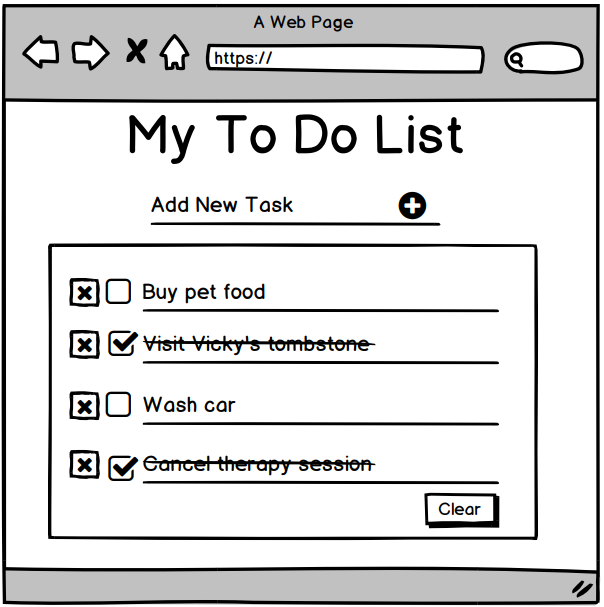 A Web Page
https://
My To Do List
Add New Task
Buy pet food
Visit Vicky's tombstone
Wash car
Cancel therapy session
Clear